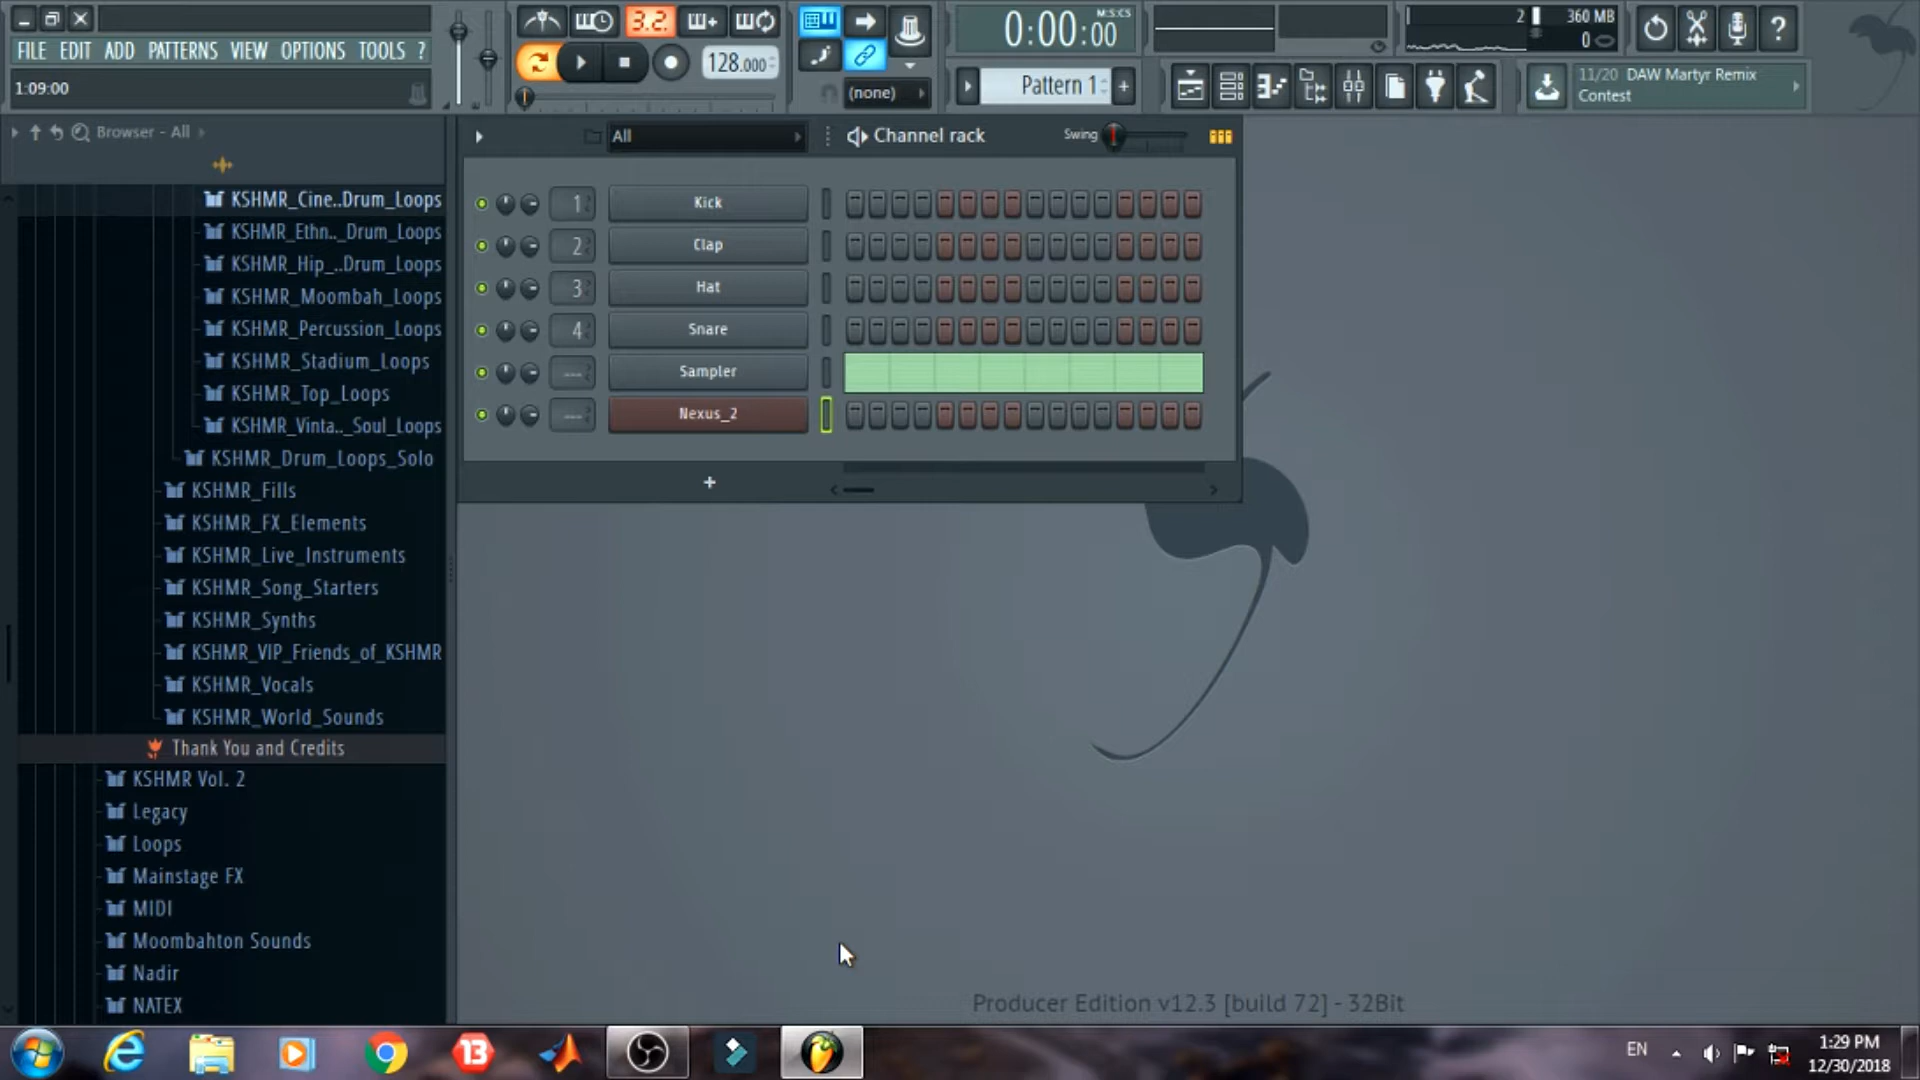 FILE EDIT ADD PATTERNS VIEW OPTIONS TOOLS ?
1:09:00
3.2.
128.000
(none)
0:00:00
M:S:CS
Pattern 1
+
2
360 MB
0
?
11/20 DAW Martyr Remix
Contest
Browser - All
All
Channel rack
Swing
1 Kick
2 Clap
3 Hat
4 Snare
--- Sampler
--- Nexus_2
+
KSHMR_Cine..Drum_Loops
KSHMR_Ethn.._Drum_Loops
KSHMR_Hip_..Drum_Loops
KSHMR_Moombah_Loops
KSHMR_Percussion_Loops
KSHMR_Stadium_Loops
KSHMR_Top_Loops
KSHMR_Vinta.._Soul_Loops
KSHMR_Drum_Loops_Solo
KSHMR_Fills
KSHMR_FX_Elements
KSHMR_Live_Instruments
KSHMR_Song_Starters
KSHMR_Synths
KSHMR_VIP_Friends_of_KSHMR
KSHMR_Vocals
KSHMR_World_Sounds
Thank You and Credits
KSHMR Vol. 2
Legacy
Loops
Mainstage FX
MIDI
Moombahton Sounds
Nadir
NATEX
Producer Edition v12.3 [build 72] - 32Bit
13
EN
1:29 PM
12/30/2018